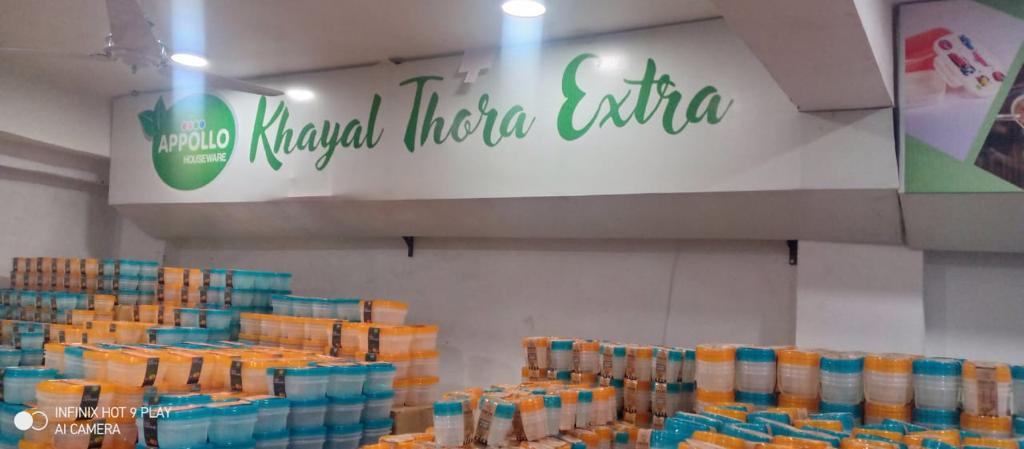 APPOLLO
HOUSEWARE
Khayal Thora Extra
INFINIX HOT 9 PLAY
AI CAMERA